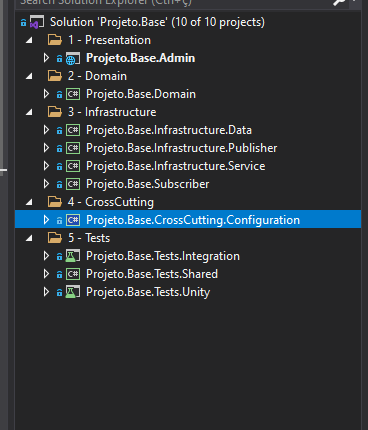 Search Solution Explorer (Ctrl+ç)
Solution 'Projeto.Base' (10 of 10 projects)
1 - Presentation
Projeto.Base.Admin
2 - Domain
C# Projeto.Base.Domain
3 - Infrastructure
C# Projeto.Base.Infrastructure.Data
C# Projeto.Base.Infrastructure.Publisher
C# Projeto.Base.Infrastructure.Service
C# Projeto.Base.Subscriber
4 - CrossCutting
C# Projeto.Base.CrossCutting.Configuration
5 - Tests
Projeto.Base.Tests.Integration
C# Projeto.Base.Tests.Shared
Projeto.Base.Tests.Unity